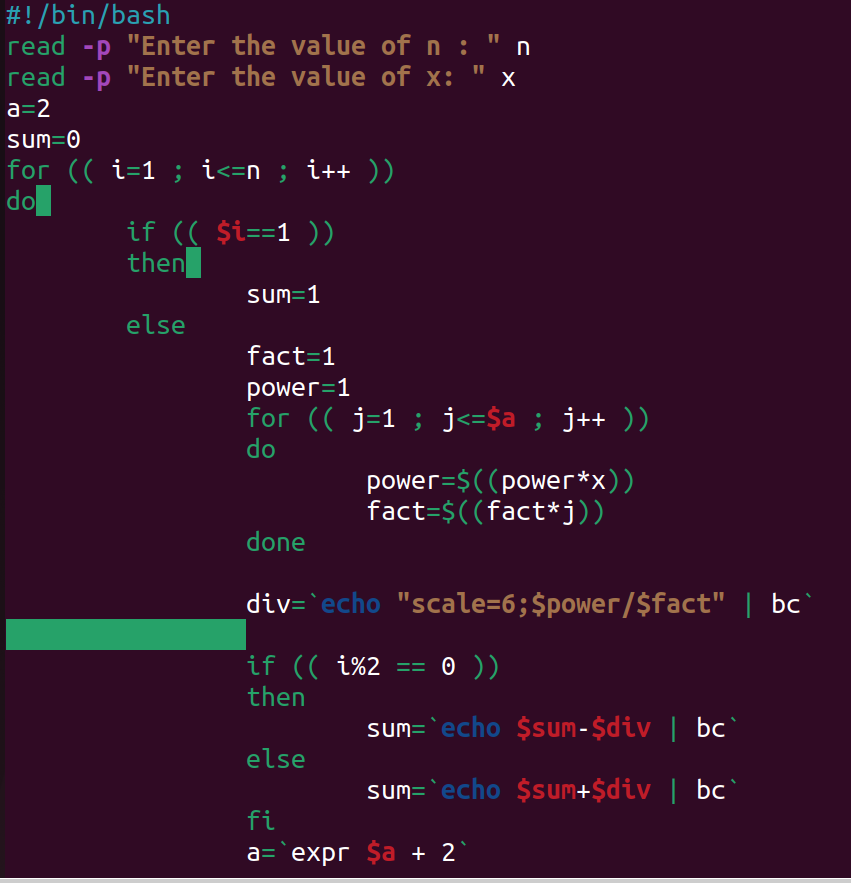 #!/bin/bash
read -p "Enter the value of n : " n
read -p "Enter the value of x: " x
a=2
sum=0
for (( i=1 ; i<=n ; i++ ))
do
if (( $i==1 ))
then
sum=1
else
fact=1
power=1
for (( j=1 ; j<=$a ; j++ ))
do
power=$((power*x))
fact=$((fact*j))
done
div=`echo "scale=6;$power/$fact" | bc`
if (( i%2 == 0 ))
then
sum=`echo $sum-$div | bc`
else
sum=`echo $sum+$div | bc`
fi
a=`expr $a + 2`